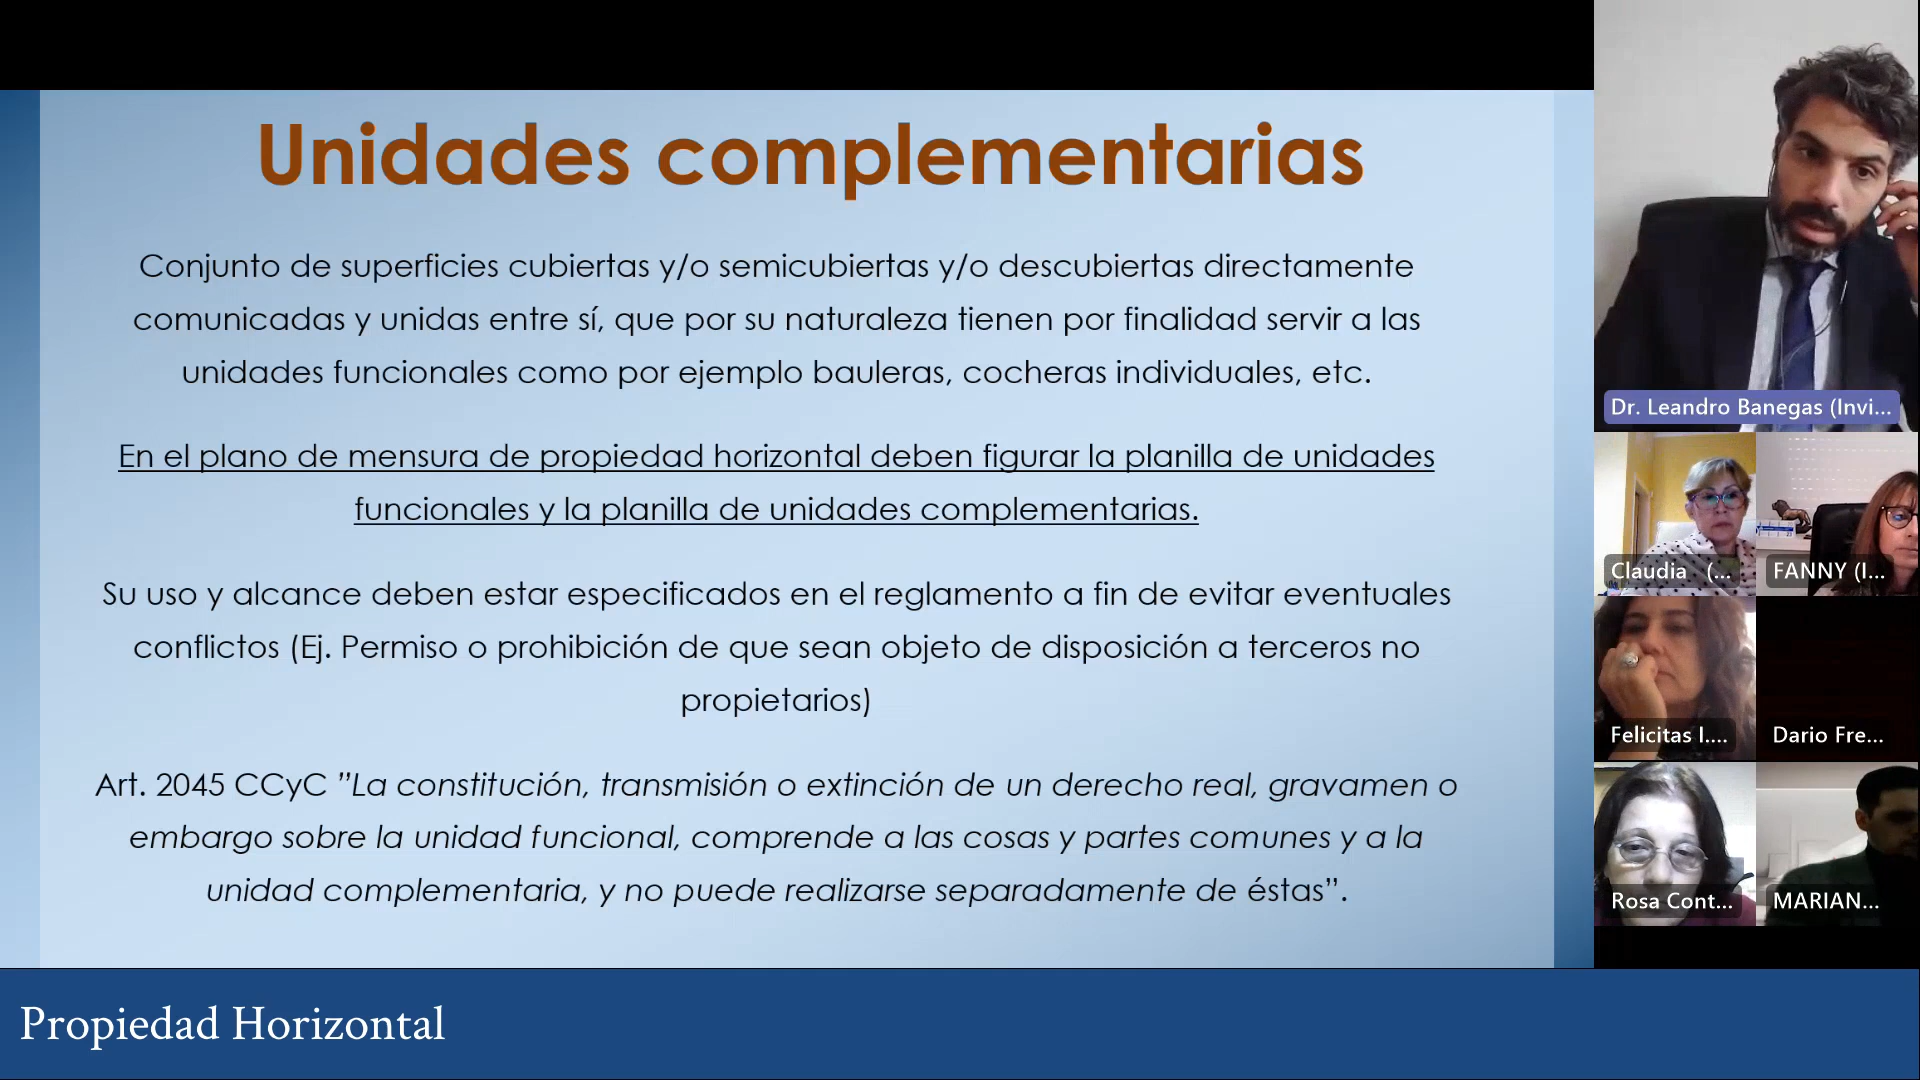 Unidades complementarias
Conjunto de superficies cubiertas y/o semicubiertas y/o descubiertas directamente
comunicadas y unidas entre sí, que por su naturaleza tienen por finalidad servir a las
unidades funcionales como por ejemplo bauleras, cocheras individuales, etc.
En el plano de mensura de propiedad horizontal deben figurar la planilla de unidades
funcionales y la planilla de unidades complementarias.
Su uso y alcance deben estar especificados en el reglamento a fin de evitar eventuales
conflictos (Ej. Permiso o prohibición de que sean objeto de disposición a terceros no
propietarios)
Art. 2045 CCyC ”La constitución, transmisión o extinción de un derecho real, gravamen o
embargo sobre la unidad funcional, comprende a las cosas y partes comunes y a la
unidad complementaria, y no puede realizarse separadamente de éstas”.
Dr. Leandro Banegas (Invi...
Claudia (...
FANNY (I...
Felicitas I....
Dario Fre...
Rosa Cont...
MARIAN...
Propiedad Horizontal